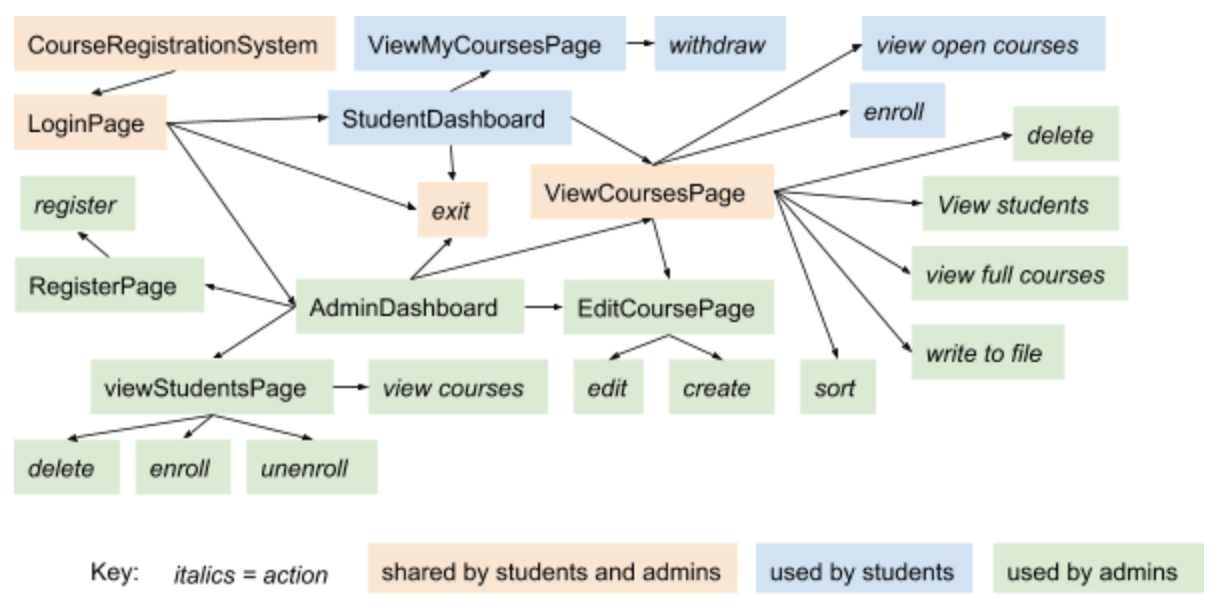 CourseRegistrationSystem
ViewMyCoursesPage
withdraw
view open courses
LoginPage
StudentDashboard
enroll
delete
register
exit
ViewCoursesPage
View students
RegisterPage
AdminDashboard
EditCoursePage
view full courses
write to file
viewStudentsPage
view courses
edit
create
sort
delete
enroll
unenroll
Key:
italics = action
shared by students and admins
used by students
used by admins